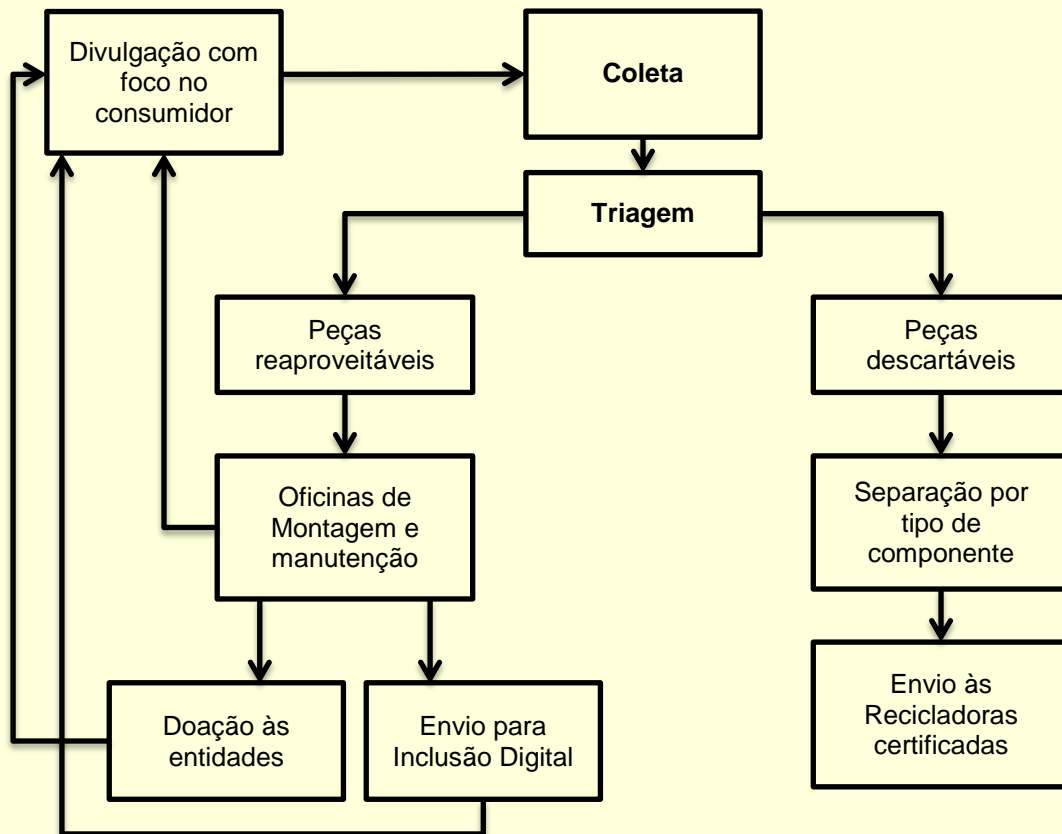 Divulgação com
foco no
consumidor
Coleta
Triagem
Peças
reaproveitáveis
Peças
descartáveis
Oficinas de
Montagem e
manutenção
Separação por
tipo de
componente
Doação às
entidades
Envio para
Inclusão Digital
Envio às
Recicladoras
certificadas